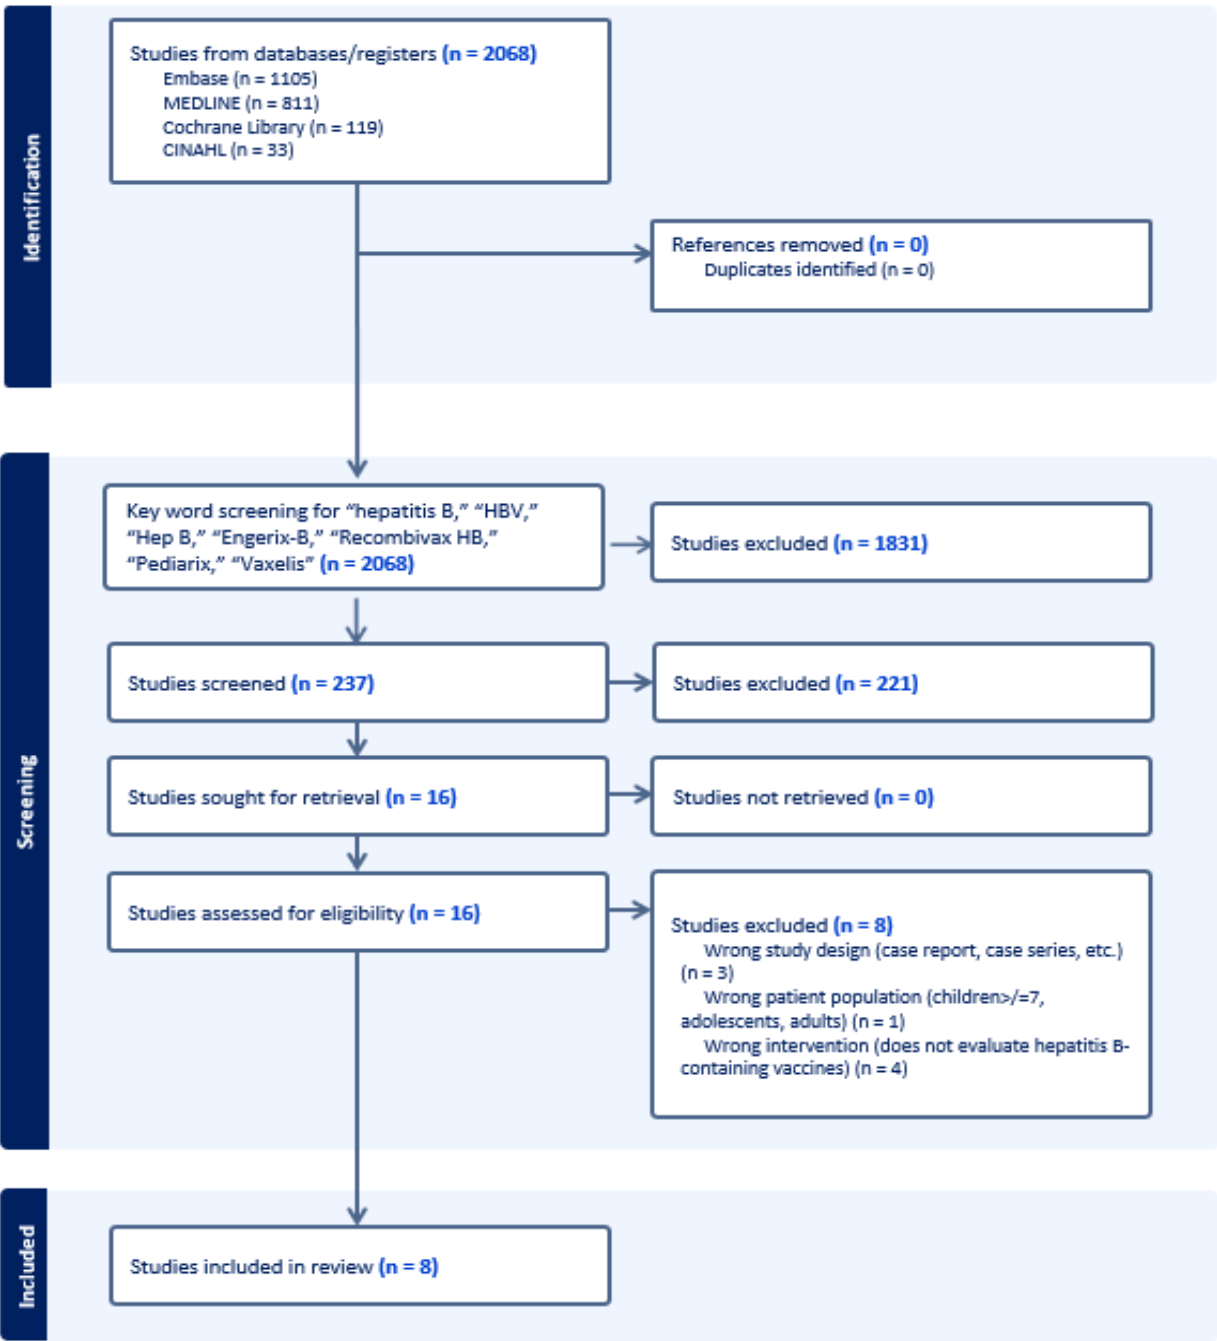 Identification
Studies from databases/registers (n = 2068)
Embase (n = 1105)
MEDLINE (n = 811)
Cochrane Library (n = 119)
CINAHL (n = 33)
References removed (n = 0)
Duplicates identified (n = 0)
Screening
Key word screening for “hepatitis B,” “HBV,”
“Hep B,” “Engerix-B,” “Recombivax HB,”
“Pediarix,” “Vaxelis” (n = 2068)
Studies excluded (n = 1831)
Studies screened (n = 237)
Studies excluded (n = 221)
Studies sought for retrieval (n = 16)
Studies not retrieved (n = 0)
Studies assessed for eligibility (n = 16)
Studies excluded (n = 8)
Wrong study design (case report, case series, etc.)
(n = 3)
Wrong patient population (children>/=7,
adolescents, adults) (n = 1)
Wrong intervention (does not evaluate hepatitis B-
containing vaccines) (n = 4)
Included
Studies included in review (n = 8)